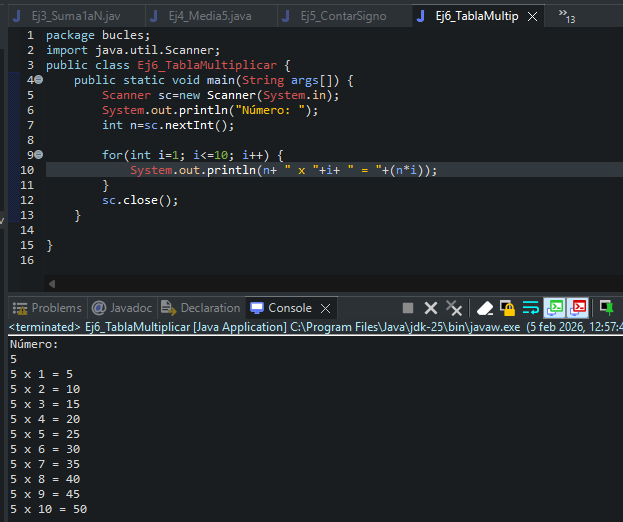 Ej3_Suma1aN.jav Ej4_Media5.java Ej5_ContarSigno Ej6_TablaMultip 13
1 package bucles;
2 import java.util.Scanner;
3 public class Ej6_TablaMultiplicar {
4 public static void main(String args[]) {
5 Scanner sc=new Scanner(System.in);
6 System.out.println("Número: ");
7 int n=sc.nextInt();
8
9 for(int i=1; i<=10; i++) {
10 System.out.println(n+ " x "+i+ " = "+(n*i));
11 }
12 sc.close();
13 }
14
15 }
16
Problems Javadoc Declaration Console
<terminated> Ej6_TablaMultiplicar [Java Application] C:\Program Files\Java\jdk-25\bin\javaw.exe (5 feb 2026, 12:57:4
Número:
5
5 x 1 = 5
5 x 2 = 10
5 x 3 = 15
5 x 4 = 20
5 x 5 = 25
5 x 6 = 30
5 x 7 = 35
5 x 8 = 40
5 x 9 = 45
5 x 10 = 50